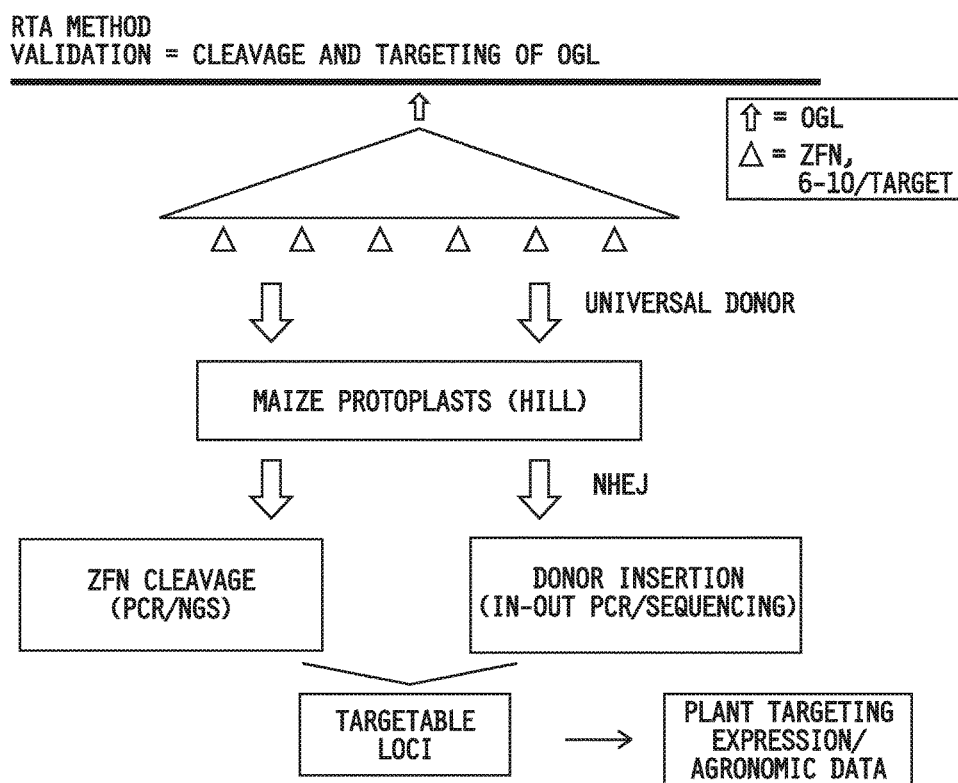 RTA METHOD
VALIDATION = CLEAVAGE AND TARGETING OF OGL
= OGL
= ZFN,
6-10/TARGET
UNIVERSAL DONOR
MAIZE PROTOPLASTS (HILL)
NHEJ
ZFN CLEAVAGE
(PCR/NGS)
DONOR INSERTION
(IN-OUT PCR/SEQUENCING)
TARGETABLE
LOCI
PLANT TARGETING
EXPRESSION/
AGRONOMIC DATA